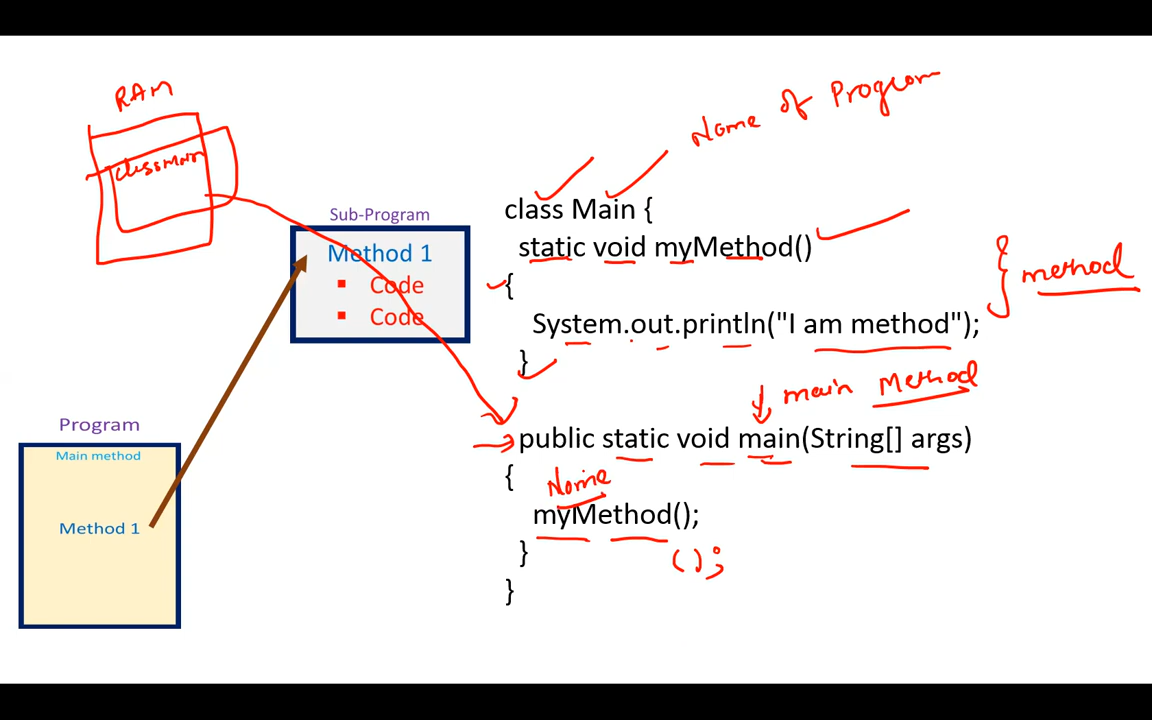 RAM
class Main
Name of Program
Sub-Program
Method 1
▪ Code
▪ Code
class Main {
static void myMethod()
{
System.out.println("I am method");
}
} method
main Method
public static void main(String[] args)
{
Name
myMethod();
}
();
}
Program
Main method
Method 1